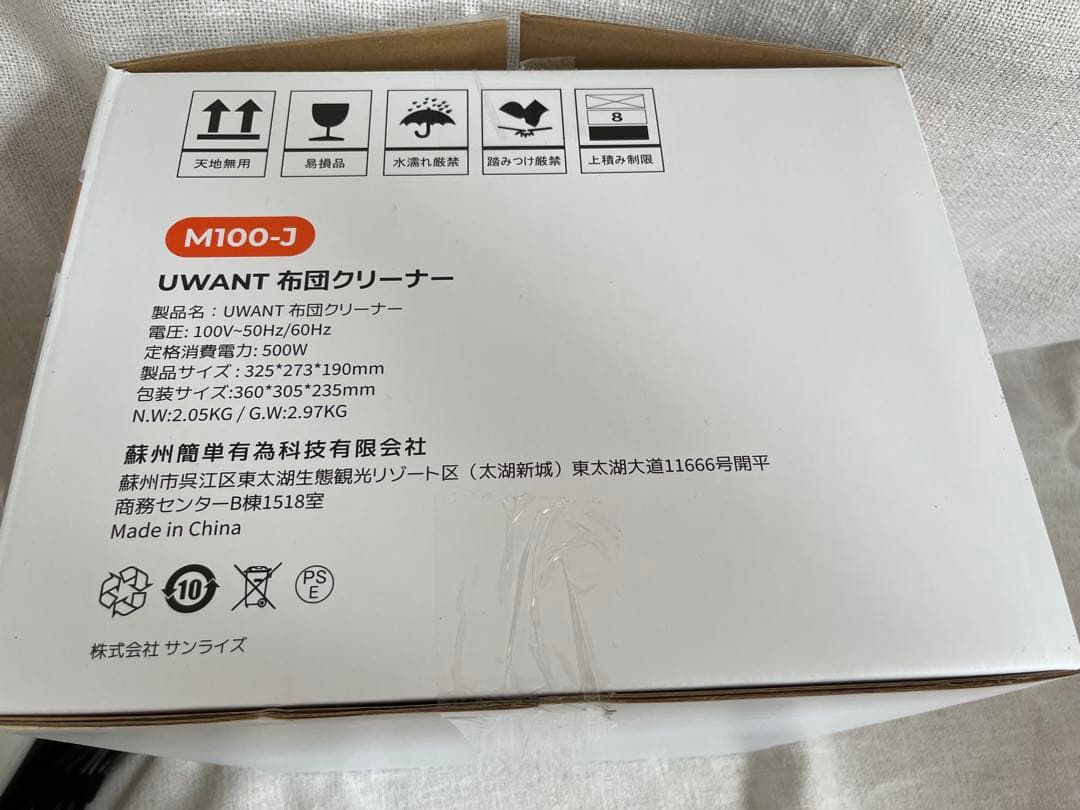 8
天地無用 易損品 水濡れ厳禁 踏みつけ厳禁 上積み制限
M100-J
UWANT 布団クリーナー
製品名：UWANT 布団クリーナー
電圧: 100V~50Hz/60Hz
定格消費電力: 500W
製品サイズ : 325*273*190mm
包装サイズ:360*305*235mm
N.W:2.05KG / G.W:2.97KG
蘇州簡単有為科技有限会社
蘇州市呉江区東太湖生態観光リゾート区（太湖新城）東太湖大道11666号開平
商務センターB棟1518室
Made in China
10
PS
E
株式会社 サンライズ